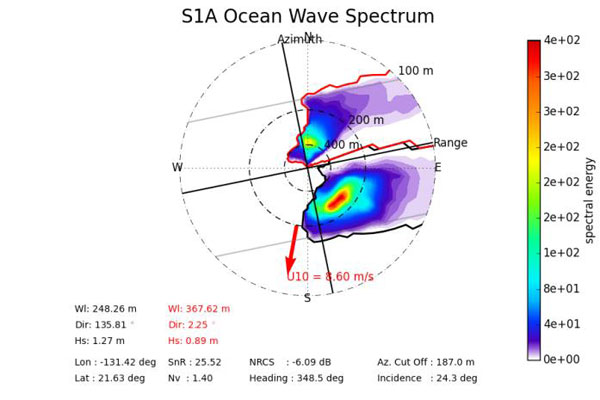 S1A Ocean Wave Spectrum
N
Azimuth
100 m
200 m
400 m
Range
W
E
U10 = 8.60 m/s
S
4e+02
3e+02
3e+02
2e+02
2e+02
2e+02
1e+02
8e+01
4e+01
0e+00
spectral energy
Wl: 248.26 m Wl: 367.62 m
Dir: 135.81 ° Dir: 2.25 °
Hs: 1.27 m Hs: 0.89 m
Lon : -131.42 deg SnR : 25.52 NRCS : -6.09 dB Az. Cut Off : 187.0 m
Lat : 21.63 deg Nv : 1.40 Heading : 348.5 deg Incidence : 24.3 deg